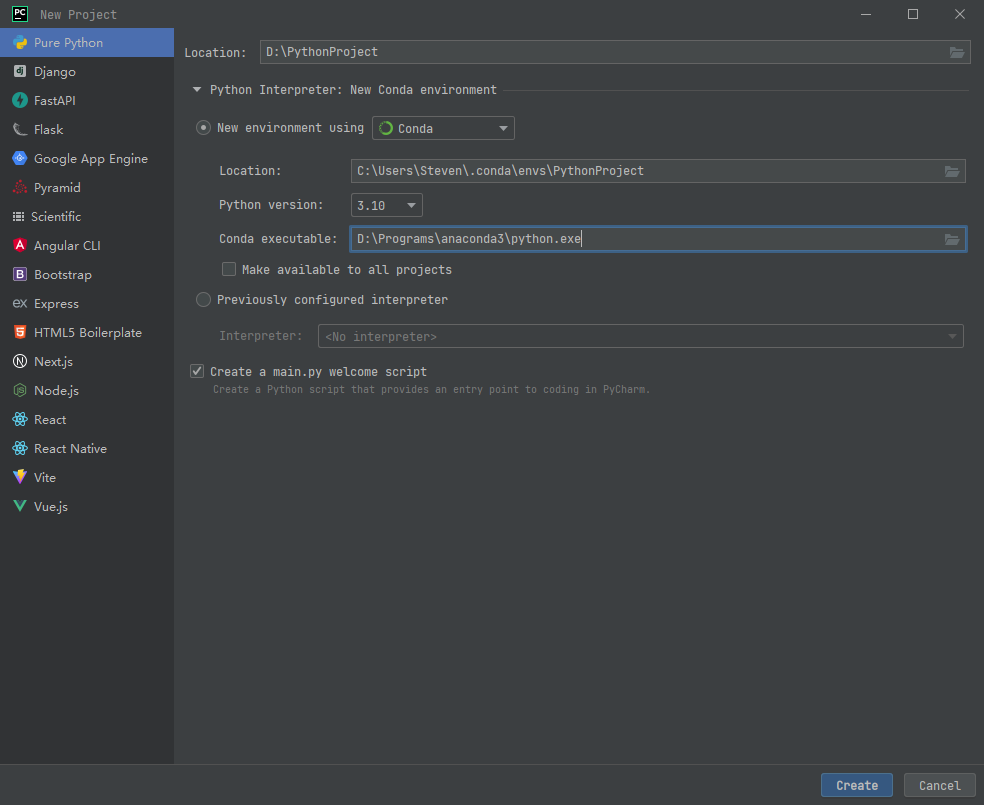 PC New Project
Pure Python
Django
FastAPI
Flask
Google App Engine
Pyramid
Scientific
Angular CLI
Bootstrap
Express
HTML5 Boilerplate
Next.js
Node.js
React
React Native
Vite
Vue.js
Location: D:\PythonProject
Python Interpreter: New Conda environment
New environment using Conda
Location: C:\Users\Steven\.conda\envs\PythonProject
Python version: 3.10
Conda executable: D:\Programs\anaconda3\python.exe
Make available to all projects
Previously configured interpreter
Interpreter: <No interpreter>
Create a main.py welcome script
Create a Python script that provides an entry point to coding in PyCharm.
Create Cancel